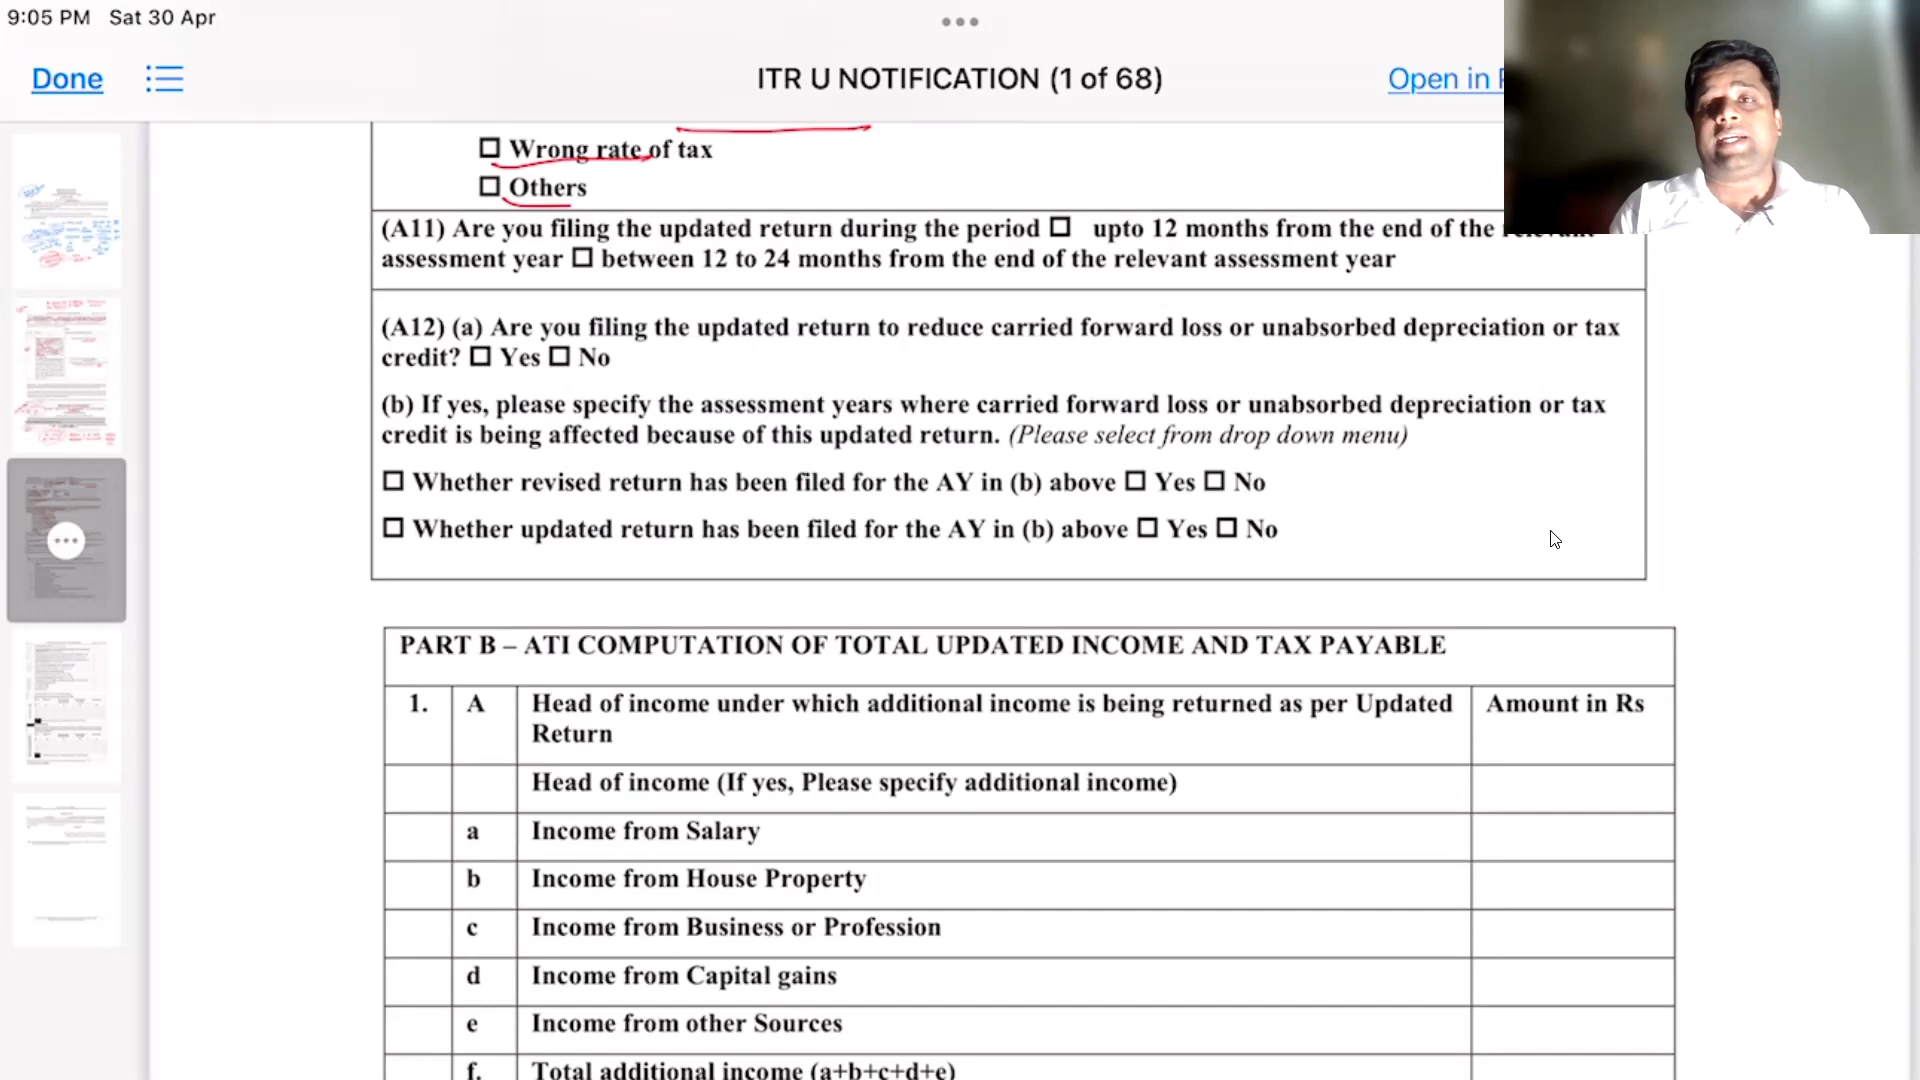 9:05 PM Sat 30 Apr
Done
ITR U NOTIFICATION (1 of 68)
Open in
Wrong rate of tax
Others
(A11) Are you filing the updated return during the period ☐ upto 12 months from the end of the
assessment year ☐ between 12 to 24 months from the end of the relevant assessment year
(A12) (a) Are you filing the updated return to reduce carried forward loss or unabsorbed depreciation or tax
credit? ☐ Yes ☐ No
(b) If yes, please specify the assessment years where carried forward loss or unabsorbed depreciation or tax
credit is being affected because of this updated return. (Please select from drop down menu)
☐ Whether revised return has been filed for the AY in (b) above ☐ Yes ☐ No
☐ Whether updated return has been filed for the AY in (b) above ☐ Yes ☐ No
PART B – ATI COMPUTATION OF TOTAL UPDATED INCOME AND TAX PAYABLE
1. A Head of income under which additional income is being returned as per Updated
Return
Amount in Rs
Head of income (If yes, Please specify additional income)
a Income from Salary
b Income from House Property
c Income from Business or Profession
d Income from Capital gains
e Income from other Sources
f. Total additional income (a+b+c+d+e)